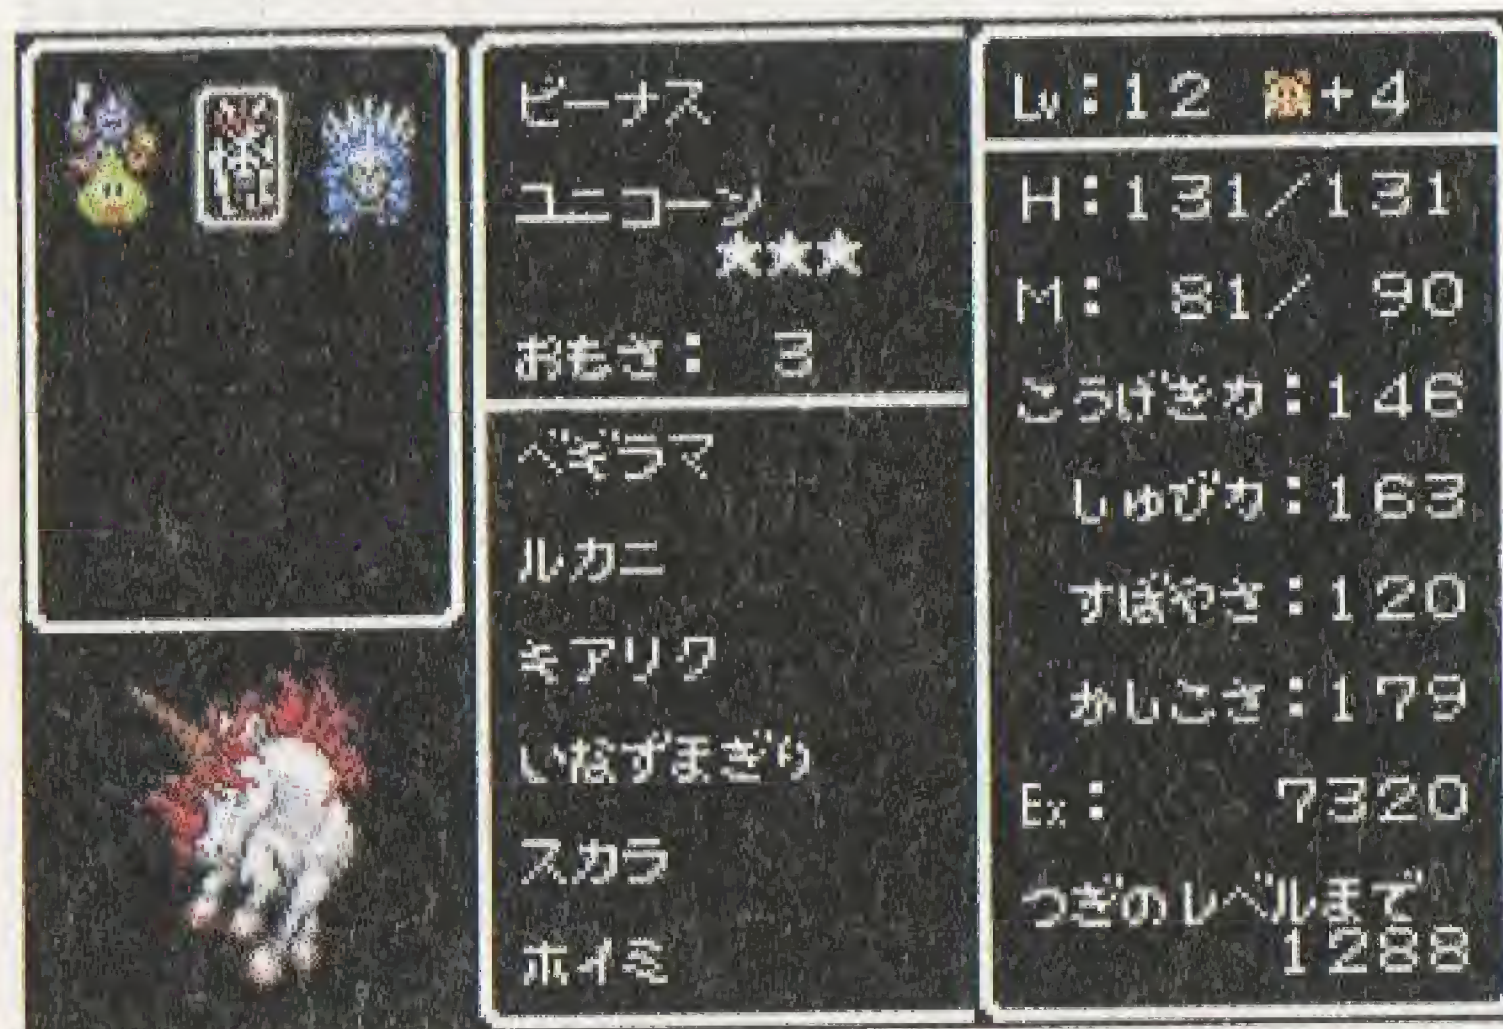 ビーナス
ユニコーン
★★★
おもさ: 3
ベギラマ
ルカニ
キアリク
いなずまぎり
スカラ
ホイミ
Lv:12 +4
H:131/131
M: 81/ 90
こうげき力:146
しゅび力:163
すばやさ:120
かしこさ:179
Ex: 7320
つぎのレベルまで
1288